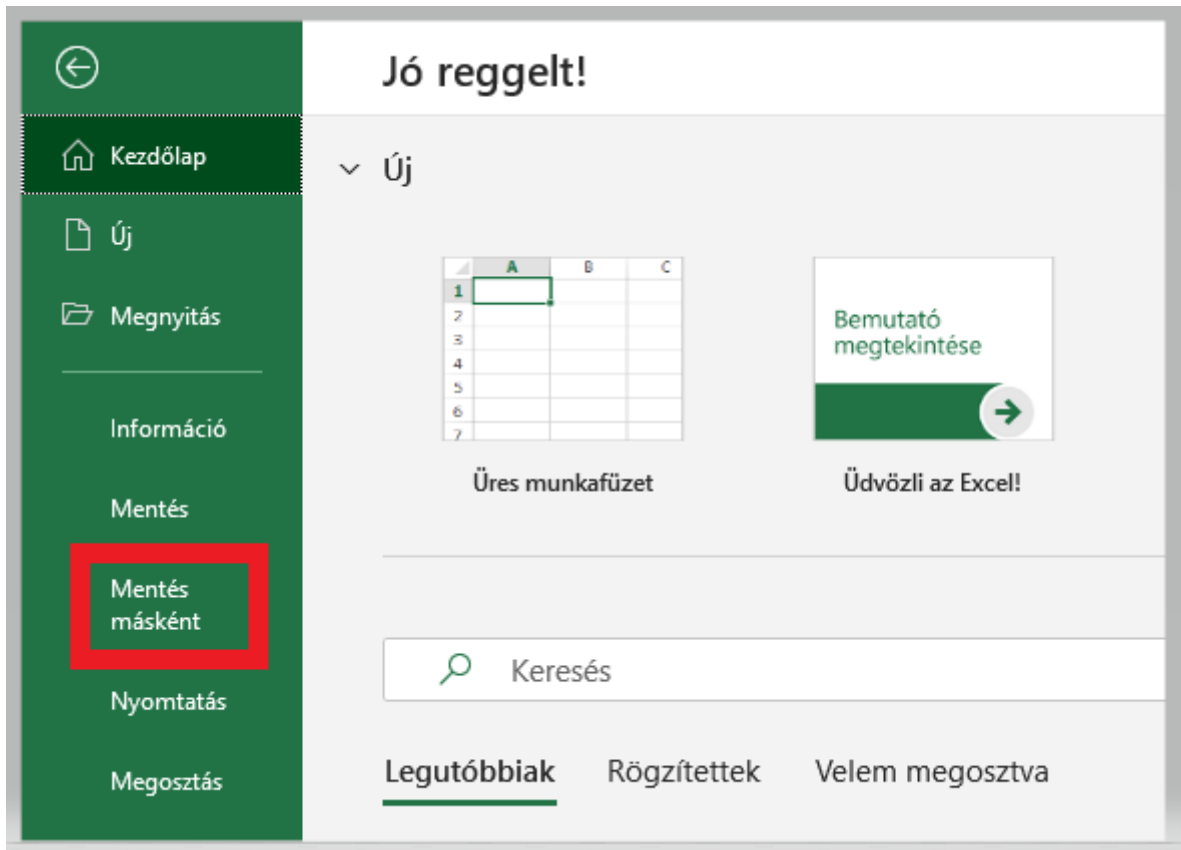 Jó reggelt!
Kezdőlap
Új
Megnyitás
Információ
Mentés
Mentés
másként
Nyomtatás
Megosztás
Új
A B C
1
2
3
4
5
6
7
Üres munkafüzet
Bemutató
megtekintése
Üdvözli az Excel!
Keresés
Legutóbbiak Rögzítettek Velem megosztva